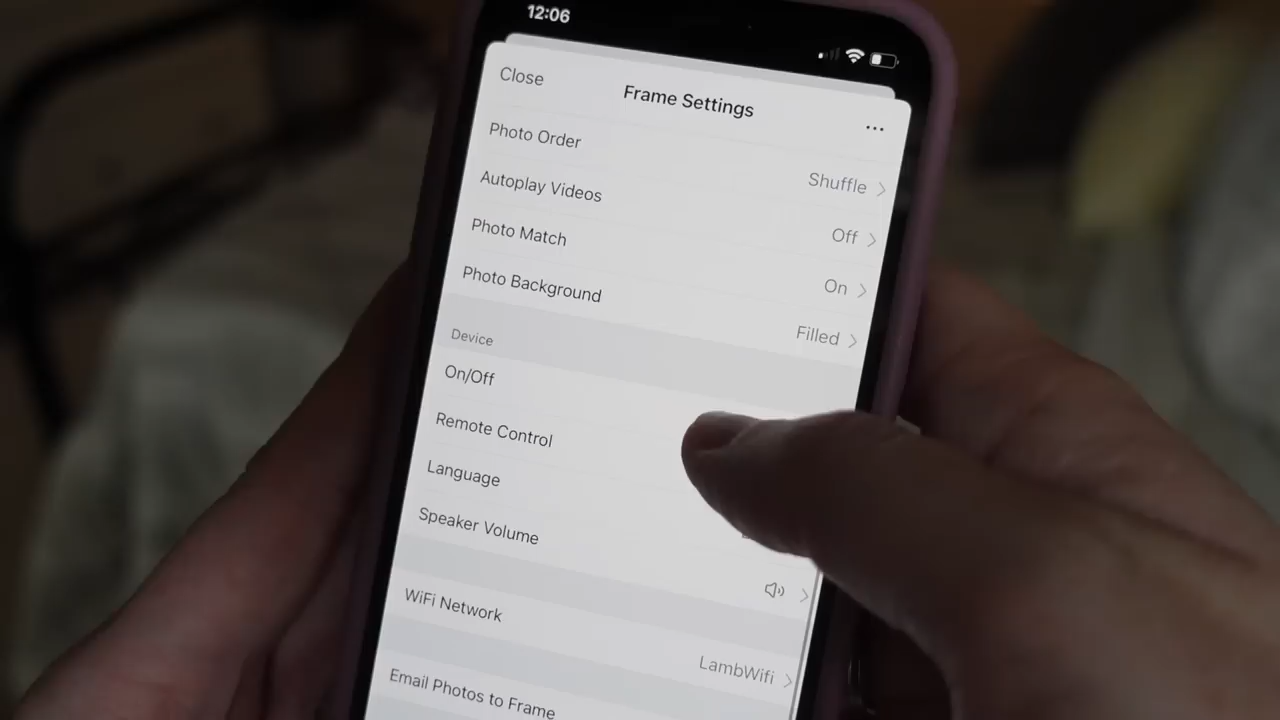 12:06
Close
Frame Settings
...
Photo Order
Shuffle
Autoplay Videos
Off
Photo Match
On
Photo Background
Filled
Device
On/Off
Remote Control
Language
Speaker Volume
WiFi Network
LambWifi
Email Photos to Frame